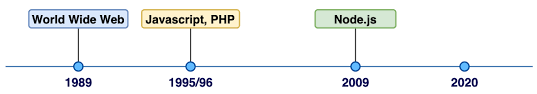 World Wide Web
Javascript, PHP
Node.js
1989
1995/96
2009
2020